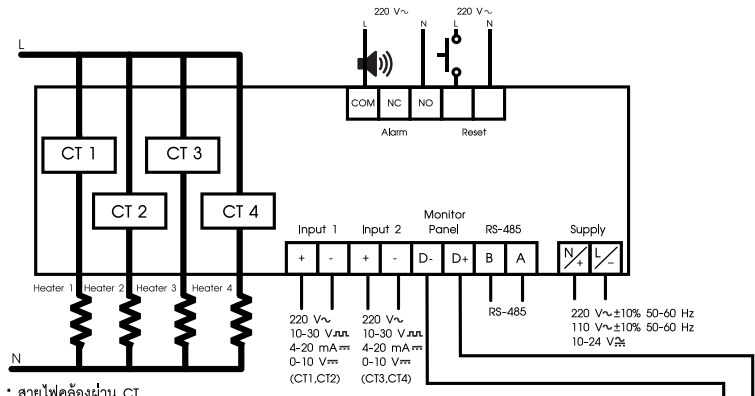 220 V~ 220 V~
L N L N
L
COM NC NO
Alarm Reset
CT 1 CT 3
CT 2 CT 4
Input 1 Input 2 Monitor Panel RS-485 Supply
+ - + - D- D+ B A N/+ L/-
Heater 1 Heater 2 Heater 3 Heater 4
RS-485
220 V~
10-30 V
4-20 mA
0-10 V
(CT1,CT2)
220 V~
10-30 V
4-20 mA
0-10 V
(CT3,CT4)
220 V~±10% 50-60 Hz
110 V~±10% 50-60 Hz
10-24 V
N
* สายไฟคล้องผ่าน CT